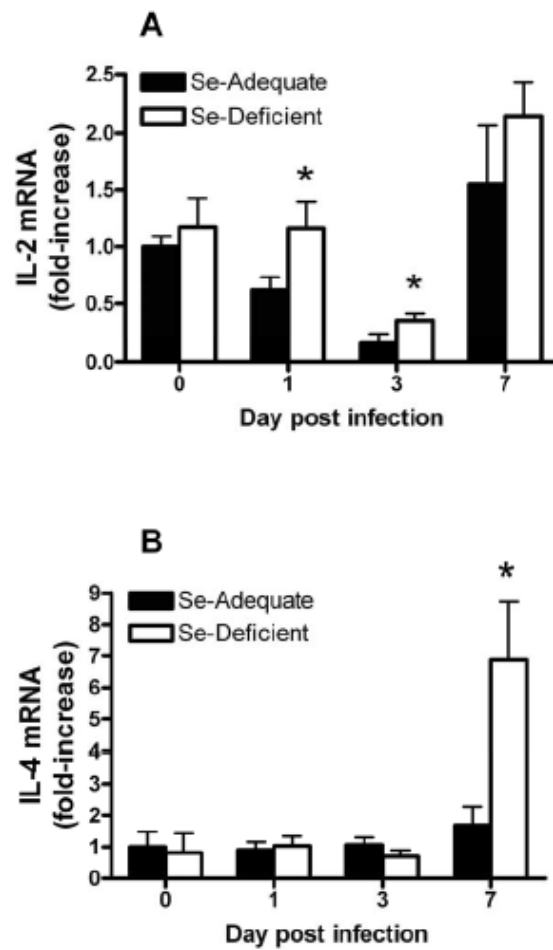 A
2.5
2.0
1.5
1.0
0.5
0.0
IL-2 mRNA
(fold-increase)
Se-Adequate
Se-Deficient
*
*
0 1 3 7
Day post infection
B
9
8
7
6
5
4
3
2
1
0
IL-4 mRNA
(fold-increase)
Se-Adequate
Se-Deficient
*
0 1 3 7
Day post infection